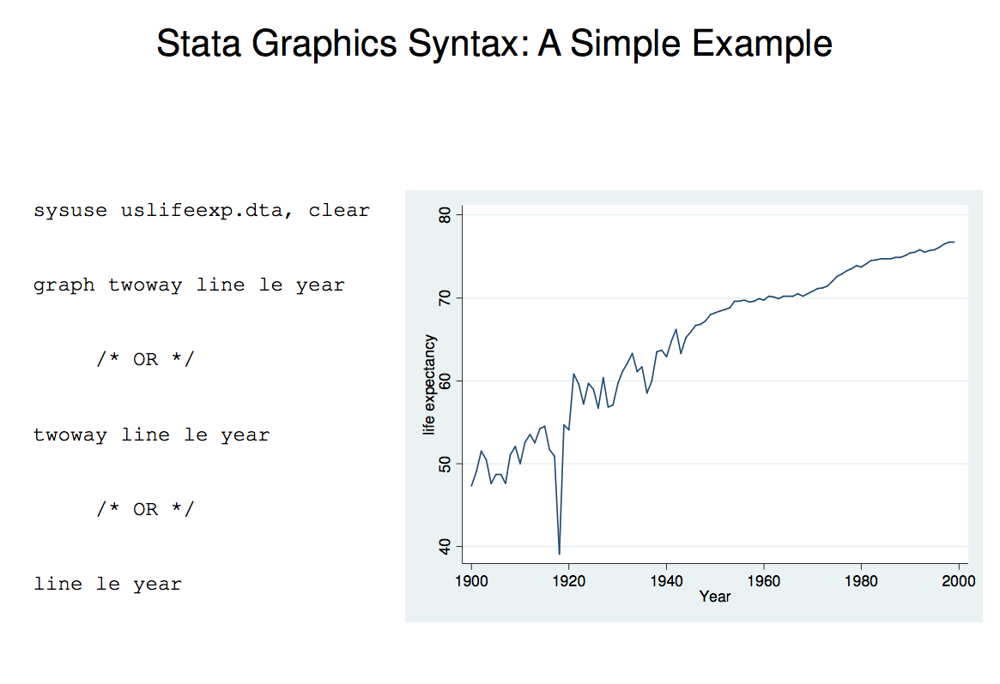 Stata Graphics Syntax: A Simple Example
sysuse uslifeexp.dta, clear
graph twoway line le year
/* OR */
twoway line le year
/* OR */
line le year
80
70
60
50
40
life expectancy
1900 1920 1940 1960 1980 2000
Year